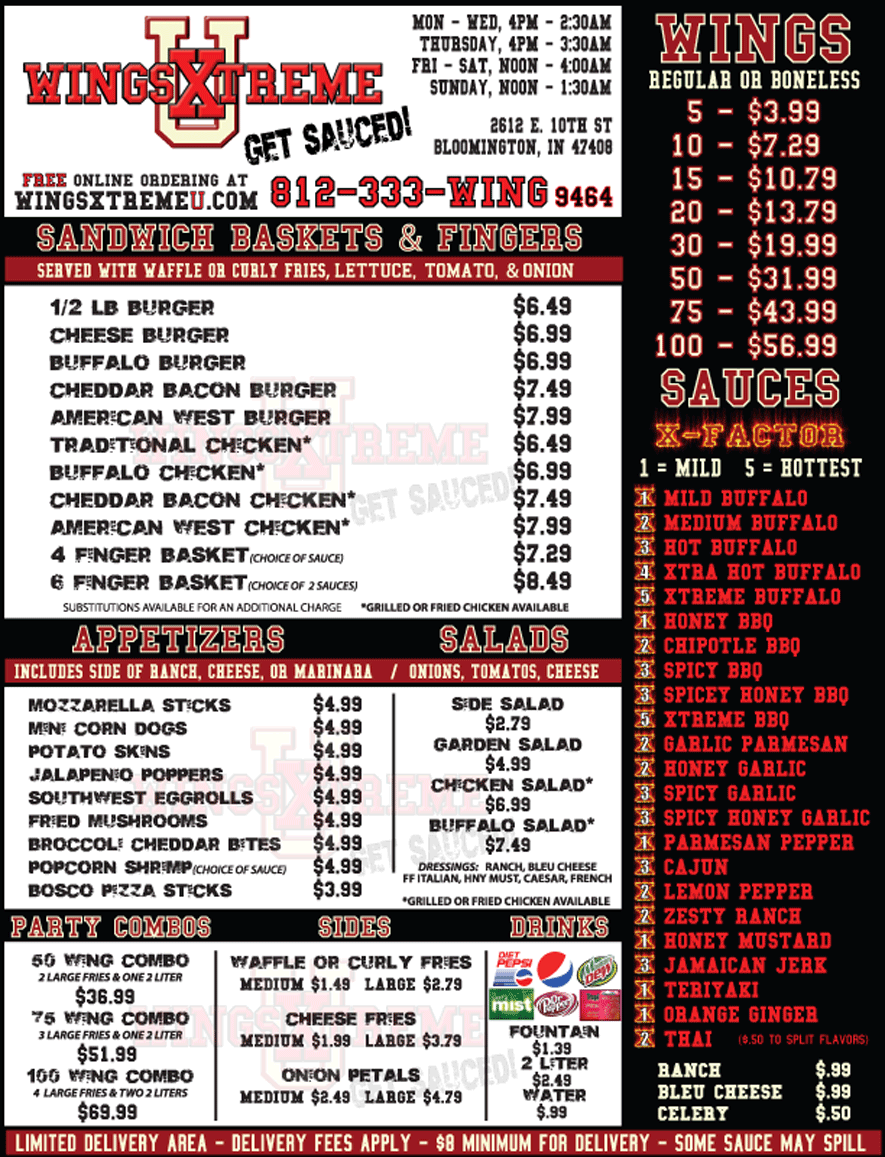 WINGSXTREME
U
GET SAUCED!
MON - WED, 4PM - 2:30AM
THURSDAY, 4PM - 3:30AM
FRI - SAT, NOON - 4:00AM
SUNDAY, NOON - 1:30AM
2612 E. 10TH ST
BLOOMINGTON, IN 47408
FREE ONLINE ORDERING AT
WINGSXTREMEU.COM
812-333-WING 9464
SANDWICH BASKETS & FINGERS
SERVED WITH WAFFLE OR CURLY FRIES, LETTUCE, TOMATO, & ONION
1/2 LB BURGER $6.49
CHEESE BURGER $6.99
BUFFALO BURGER $6.99
CHEDDAR BACON BURGER $7.49
AMERICAN WEST BURGER $7.99
TRADITIONAL CHICKEN* $6.49
BUFFALO CHICKEN* $6.99
CHEDDAR BACON CHICKEN* $7.49
AMERICAN WEST CHICKEN* $7.99
4 FINGER BASKET (CHOICE OF SAUCE) $7.29
6 FINGER BASKET (CHOICE OF 2 SAUCES) $8.49
SUBSTITUTIONS AVAILABLE FOR AN ADDITIONAL CHARGE *GRILLED OR FRIED CHICKEN AVAILABLE
APPETIZERS SALADS
INCLUDES SIDE OF RANCH, CHEESE, OR MARINARA / ONIONS, TOMATOS, CHEESE
MOZZARELLA STICKS $4.99
MINI CORN DOGS $4.99
POTATO SKINS $4.99
JALAPENO POPPERS $4.99
SOUTHWEST EGGROLLS $4.99
FRIED MUSHROOMS $4.99
BROCCOLI CHEDDAR BITES $4.99
POPCORN SHRIMP (CHOICE OF SAUCE) $4.99
BOSCO PIZZA STICKS $3.99
SIDE SALAD
$2.79
GARDEN SALAD
$4.99
CHICKEN SALAD*
$6.99
BUFFALO SALAD*
$7.49
DRESSINGS: RANCH, BLEU CHEESE
FF ITALIAN, HNY MUST, CAESAR, FRENCH
*GRILLED OR FRIED CHICKEN AVAILABLE
PARTY COMBOS
50 WING COMBO
2 LARGE FRIES & ONE 2 LITER
$36.99
75 WING COMBO
3 LARGE FRIES & ONE 2 LITER
$51.99
100 WING COMBO
4 LARGE FRIES & TWO 2 LITERS
$69.99
SIDES
WAFFLE OR CURLY FRIES
MEDIUM $1.49 LARGE $2.79
CHEESE FRIES
MEDIUM $1.99 LARGE $3.79
ONION PETALS
MEDIUM $2.49 LARGE $4.79
DRINKS
DIET
PEPSI
mist
Dr Pepper
FOUNTAIN
$1.39
2 LITER
$2.49
WATER
$.99
WINGS
REGULAR OR BONELESS
5 - $3.99
10 - $7.29
15 - $10.79
20 - $13.79
30 - $19.99
50 - $31.99
75 - $43.99
100 - $56.99
SAUCES
X-FACTOR
1 = MILD 5 = HOTTEST
1 MILD BUFFALO
2 MEDIUM BUFFALO
3 HOT BUFFALO
4 XTRA HOT BUFFALO
5 XTREME BUFFALO
1 HONEY BBQ
2 CHIPOTLE BBQ
3 SPICY BBQ
3 SPICEY HONEY BBQ
5 XTREME BBQ
2 GARLIC PARMESAN
2 HONEY GARLIC
3 SPICY GARLIC
3 SPICY HONEY GARLIC
1 PARMESAN PEPPER
3 CAJUN
2 LEMON PEPPER
2 ZESTY RANCH
1 HONEY MUSTARD
3 JAMAICAN JERK
1 TERIYAKI
1 ORANGE GINGER
2 THAI ($.50 TO SPLIT FLAVORS)
RANCH $.99
BLEU CHEESE $.99
CELERY $.50
LIMITED DELIVERY AREA - DELIVERY FEES APPLY - $8 MINIMUM FOR DELIVERY - SOME SAUCE MAY SPILL